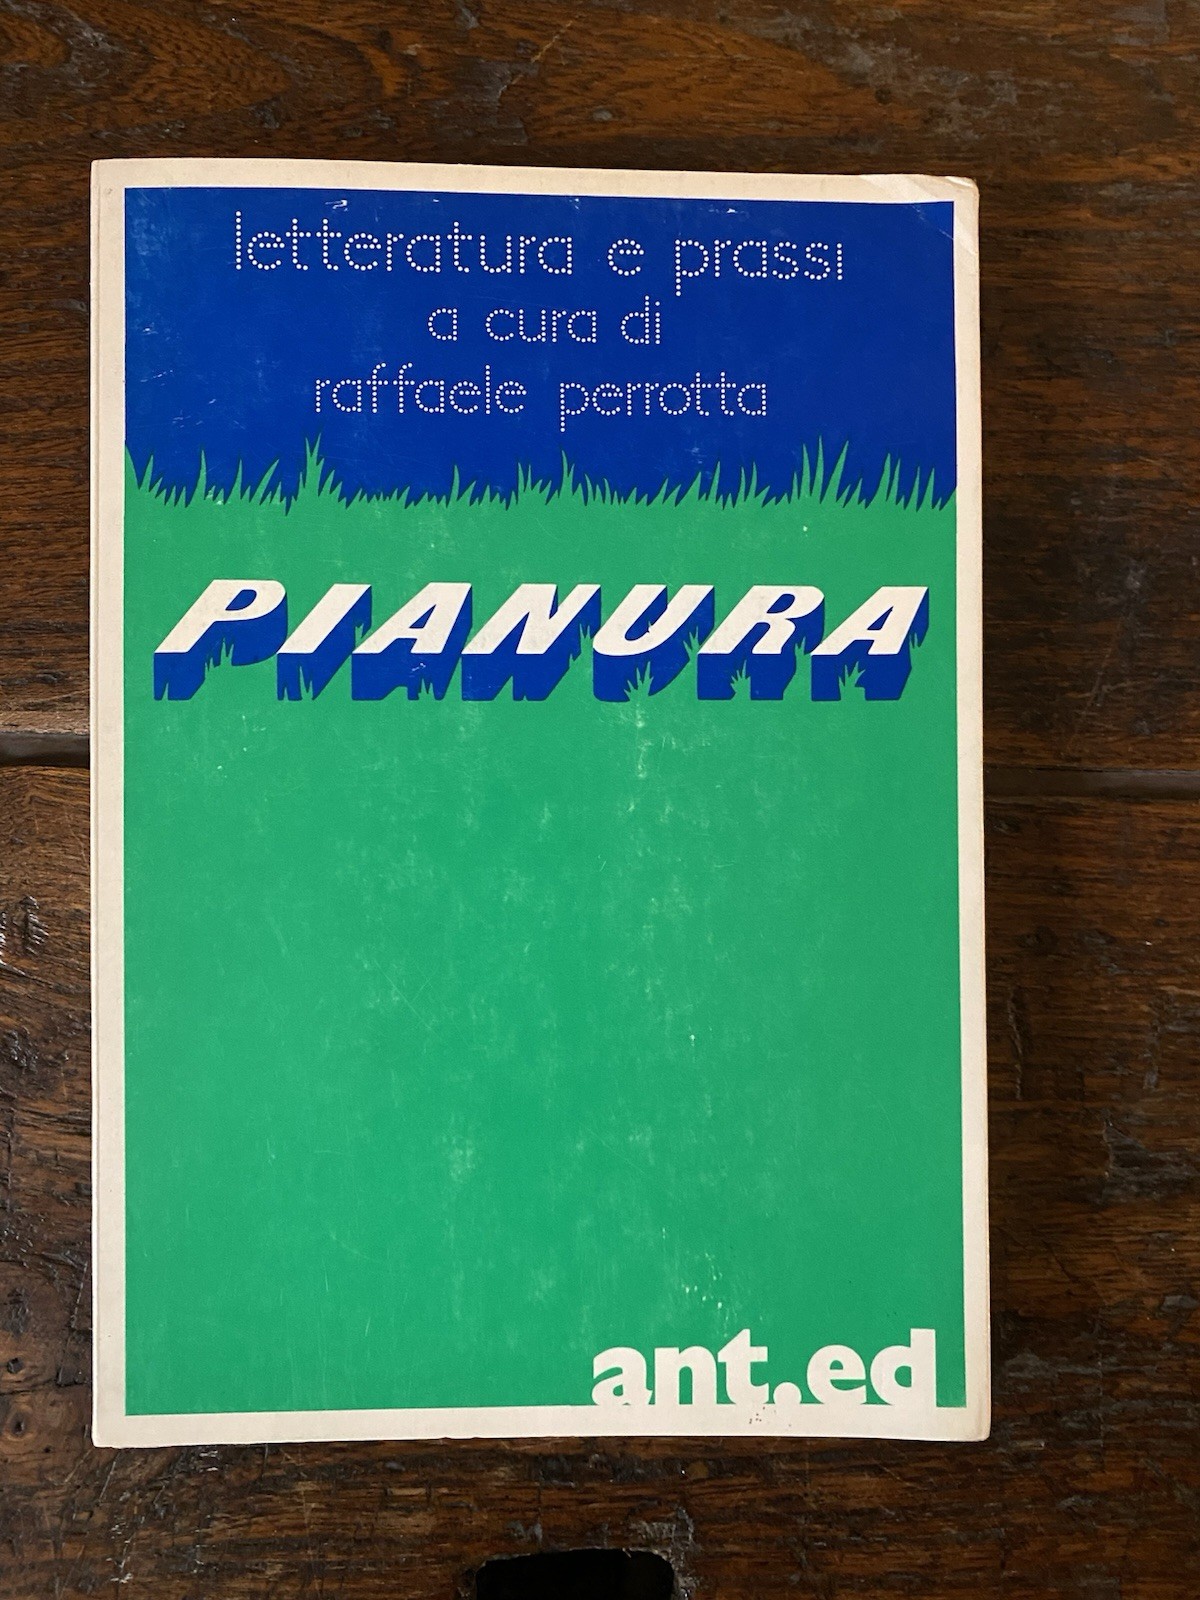 letteratura e prassi
a cura di
raffaele perrotta
PIANURA
ant.ed